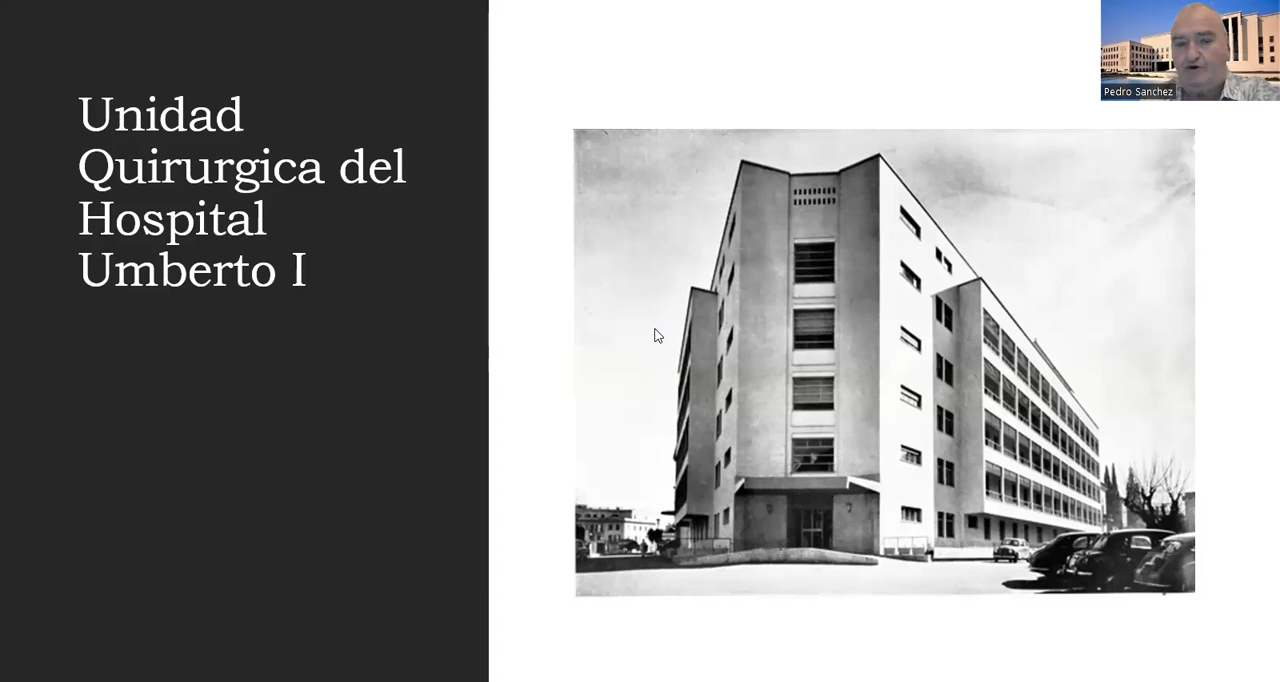 Unidad
Quirurgica del
Hospital
Umberto I
Pedro Sanchez